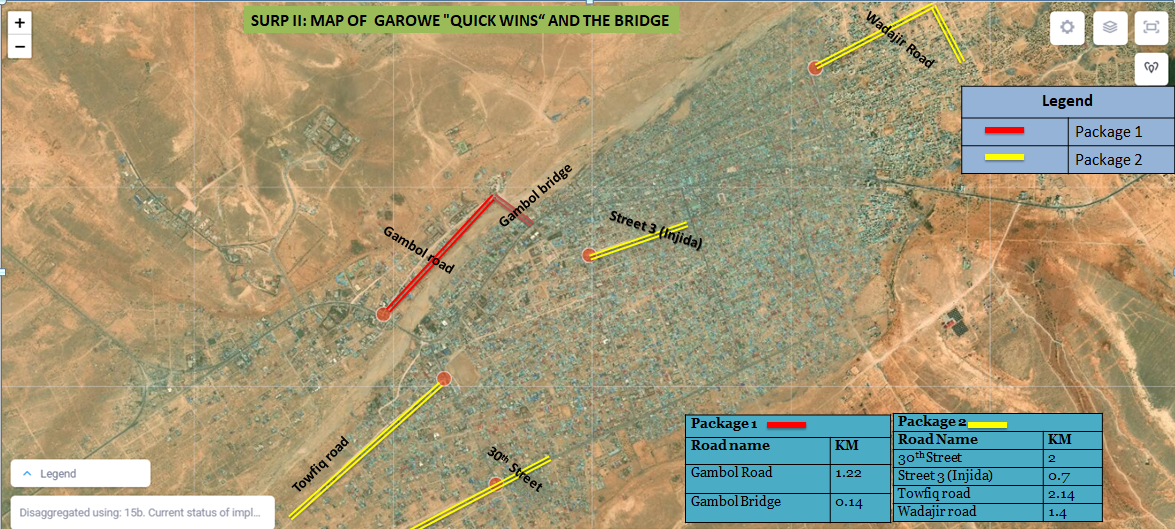 SURP II: MAP OF GAROWE "QUICK WINS“ AND THE BRIDGE
+
−
Wadajir Road
Legend
Package 1
Package 2
Gambol bridge
Street 3 (Injida)
Gambol road
Towfiq road
30th Street
Package 1
Road name KM
Gambol Road 1.22
Gambol Bridge 0.14
Package 2
Road Name KM
30th Street 2
Street 3 (Injida) 0.7
Towfiq road 2.14
Wadajir road 1.4
Legend
Disaggregated using: 15b. Current status of impl...